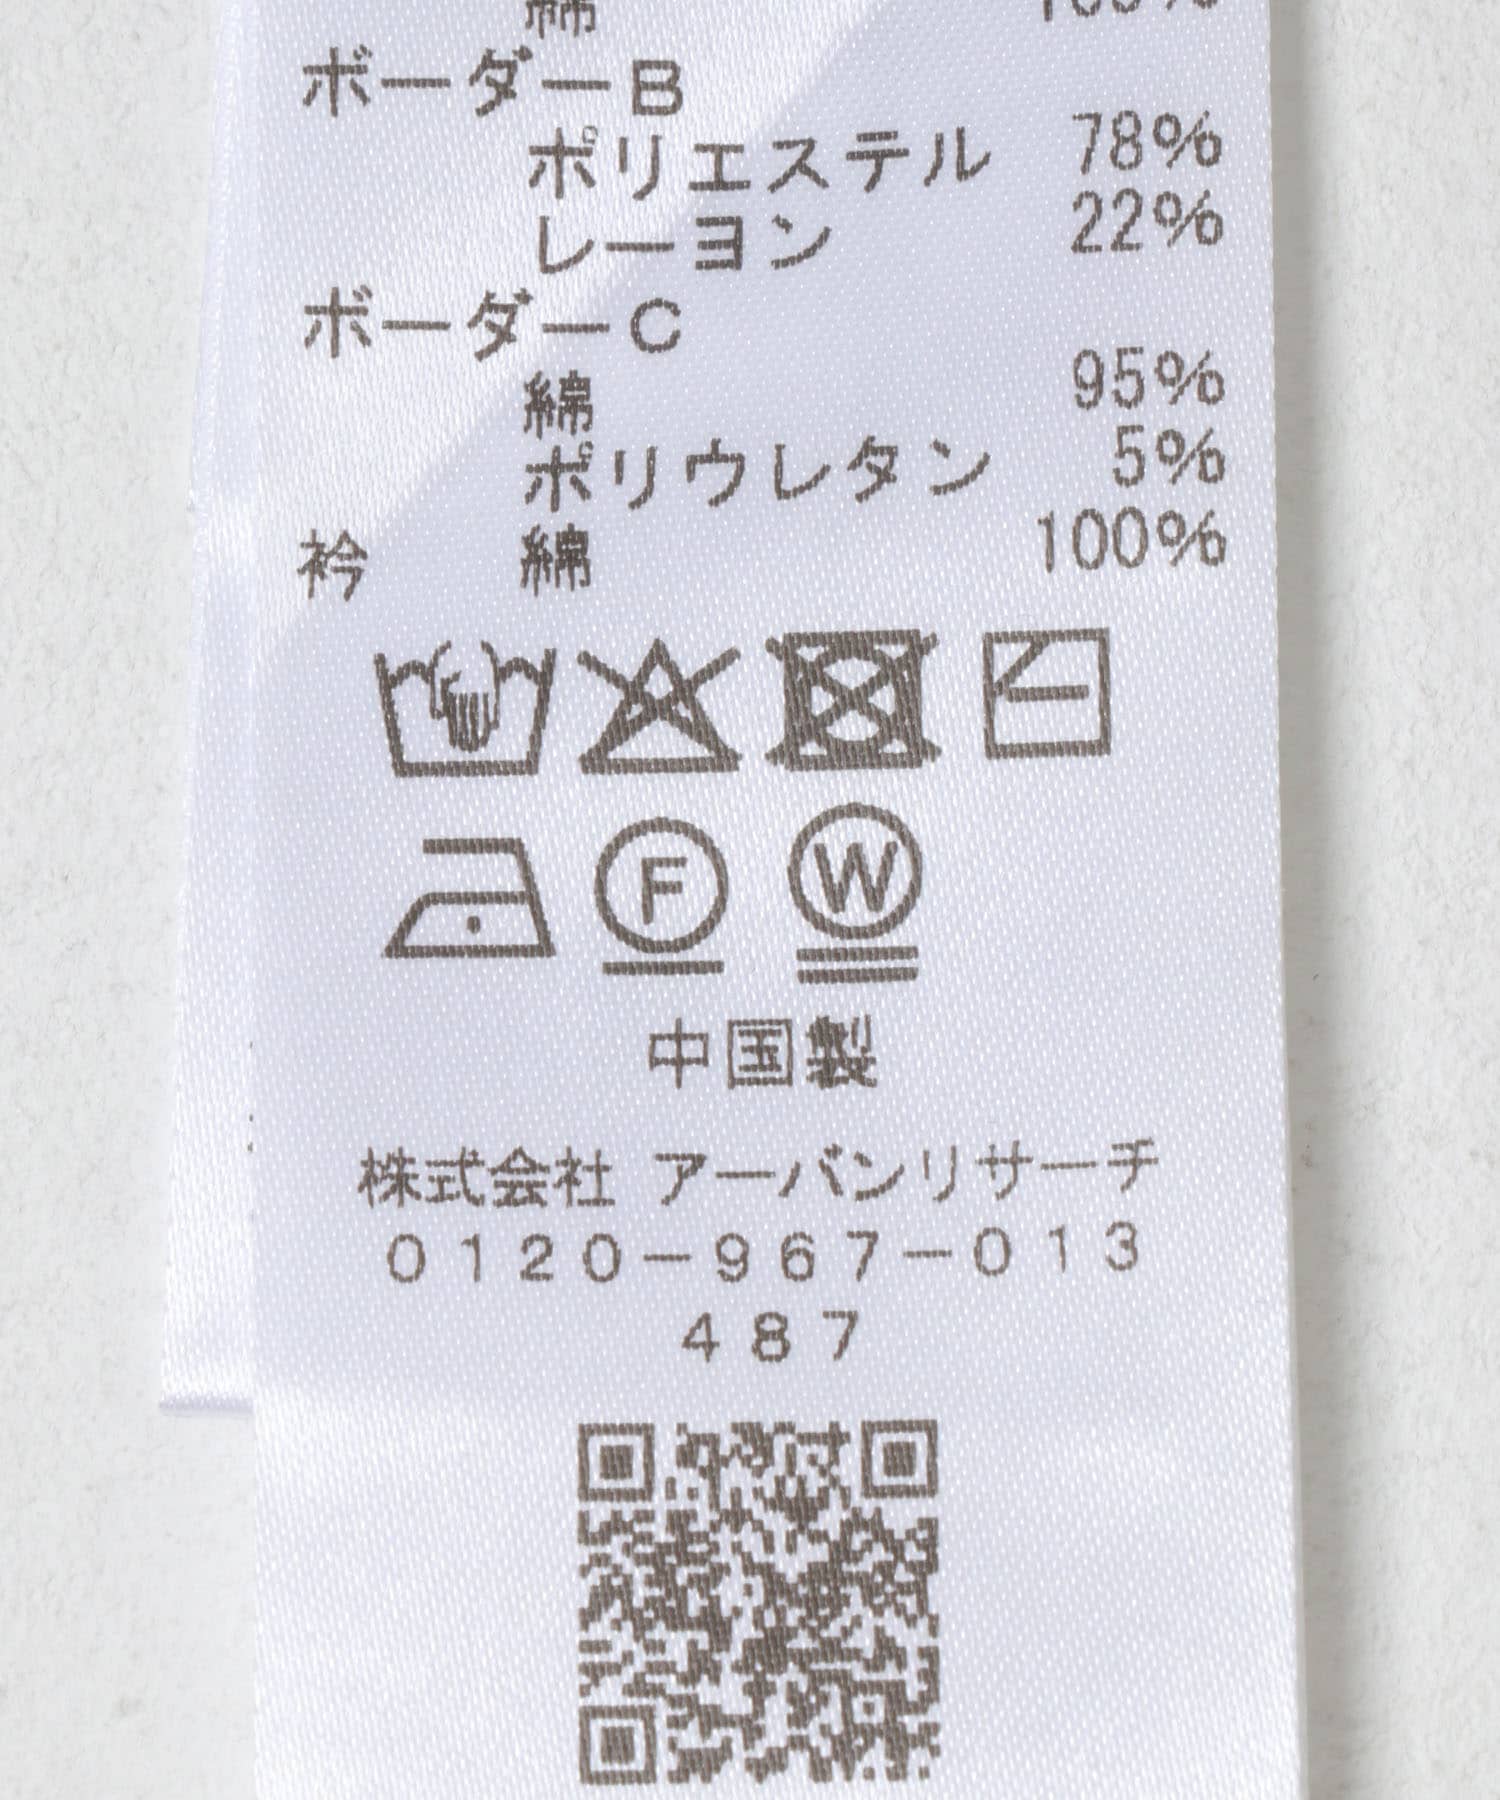 綿 100%
ボーダーB
ポリエステル 78%
レーヨン 22%
ボーダーC
綿 95%
ポリウレタン 5%
衿 綿 100%
F W
中国製
株式会社 アーバンリサーチ
0120-967-013
487